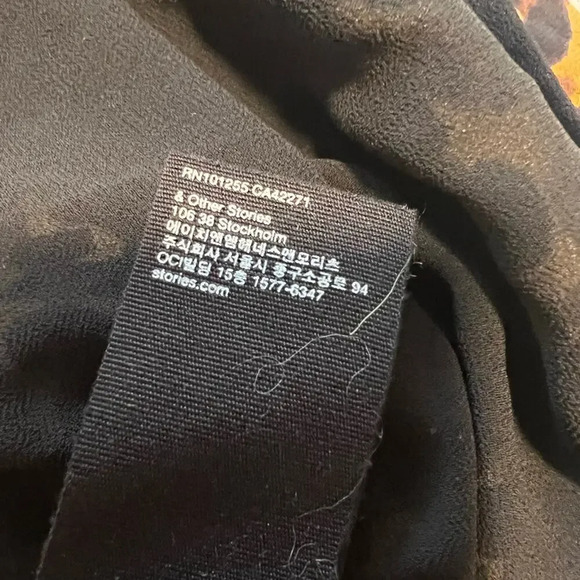 RN101255 CA42271
& Other Stories
106 38 Stockholm
에이치앤엠헤네스앤모리츠
주식회사 서울시 중구소공로 94
OCI빌딩 15층 1577-6347
stories.com